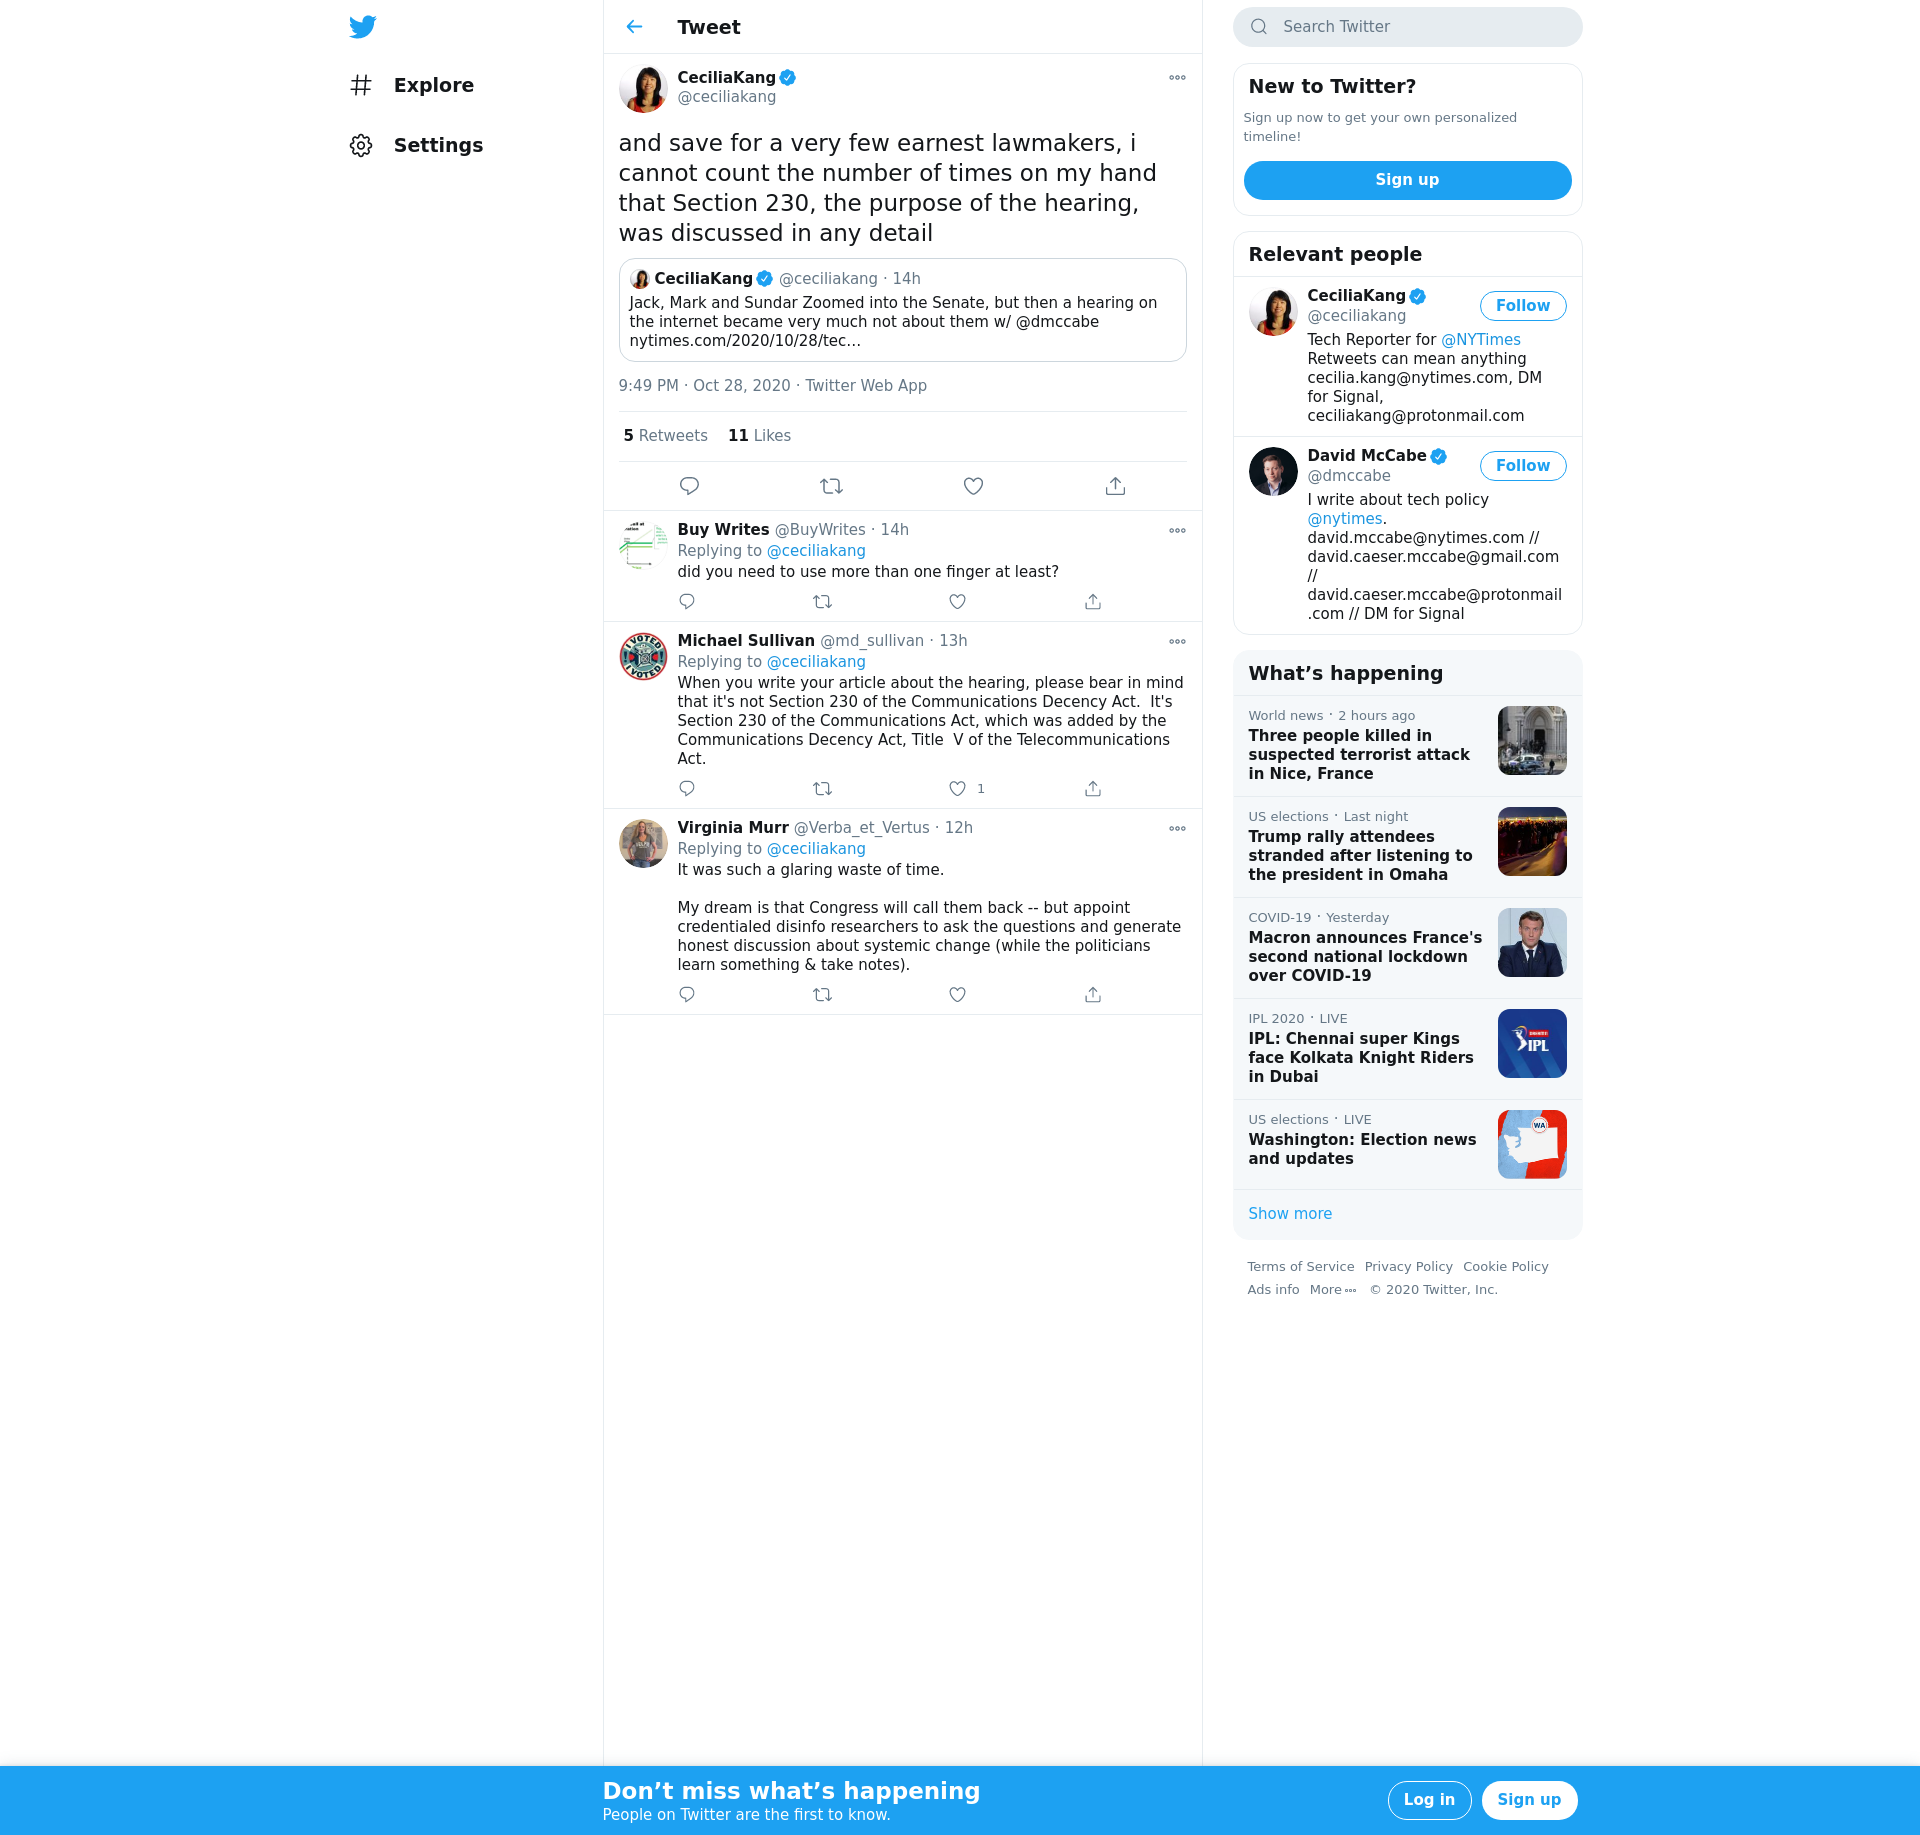 Explore
Settings
Tweet
CeciliaKang
@ceciliakang
and save for a very few earnest lawmakers, i
cannot count the number of times on my hand
that Section 230, the purpose of the hearing,
was discussed in any detail
CeciliaKang @ceciliakang · 14h
Jack, Mark and Sundar Zoomed into the Senate, but then a hearing on
the internet became very much not about them w/ @dmccabe
nytimes.com/2020/10/28/tec…
9:49 PM · Oct 28, 2020 · Twitter Web App
5 Retweets 11 Likes
Buy Writes @BuyWrites · 14h
Replying to @ceciliakang
did you need to use more than one finger at least?
Michael Sullivan @md_sullivan · 13h
Replying to @ceciliakang
When you write your article about the hearing, please bear in mind
that it's not Section 230 of the Communications Decency Act.  It's
Section 230 of the Communications Act, which was added by the
Communications Decency Act, Title  V of the Telecommunications
Act.
1
I VOTED
I VOTED
Virginia Murr @Verba_et_Vertus · 12h
Replying to @ceciliakang
It was such a glaring waste of time.
My dream is that Congress will call them back -- but appoint
credentialed disinfo researchers to ask the questions and generate
honest discussion about systemic change (while the politicians
learn something & take notes).
Search Twitter
New to Twitter?
Sign up now to get your own personalized
timeline!
Sign up
Relevant people
CeciliaKang
@ceciliakang
Follow
Tech Reporter for @NYTimes
Retweets can mean anything
cecilia.kang@nytimes.com, DM
for Signal,
ceciliakang@protonmail.com
David McCabe
@dmccabe
Follow
I write about tech policy
@nytimes.
david.mccabe@nytimes.com //
david.caeser.mccabe@gmail.com
//
david.caeser.mccabe@protonmail
.com // DM for Signal
What’s happening
World news · 2 hours ago
Three people killed in
suspected terrorist attack
in Nice, France
US elections · Last night
Trump rally attendees
stranded after listening to
the president in Omaha
COVID-19 · Yesterday
Macron announces France's
second national lockdown
over COVID-19
IPL 2020 · LIVE
IPL: Chennai super Kings
face Kolkata Knight Riders
in Dubai
IPL
US elections · LIVE
Washington: Election news
and updates
WA
Show more
Terms of Service Privacy Policy Cookie Policy
Ads info More © 2020 Twitter, Inc.
Don’t miss what’s happening
People on Twitter are the first to know.
Log in
Sign up